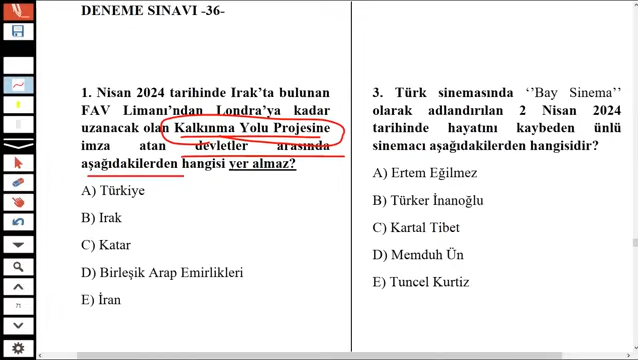 DENEME SINAVI -36-
1. Nisan 2024 tarihinde Irak'ta bulunan
FAV Limanı'ndan Londra'ya kadar
uzanacak olan Kalkınma Yolu Projesine
imza atan devletler arasında
aşağıdakilerden hangisi yer almaz?
A) Türkiye
B) Irak
C) Katar
D) Birleşik Arap Emirlikleri
E) İran
3. Türk sinemasında ‘’Bay Sinema’’
olarak adlandırılan 2 Nisan 2024
tarihinde hayatını kaybeden ünlü
sinemacı aşağıdakilerden hangisidir?
A) Ertem Eğilmez
B) Türker İnanoğlu
C) Kartal Tibet
D) Memduh Ün
E) Tuncel Kurtiz